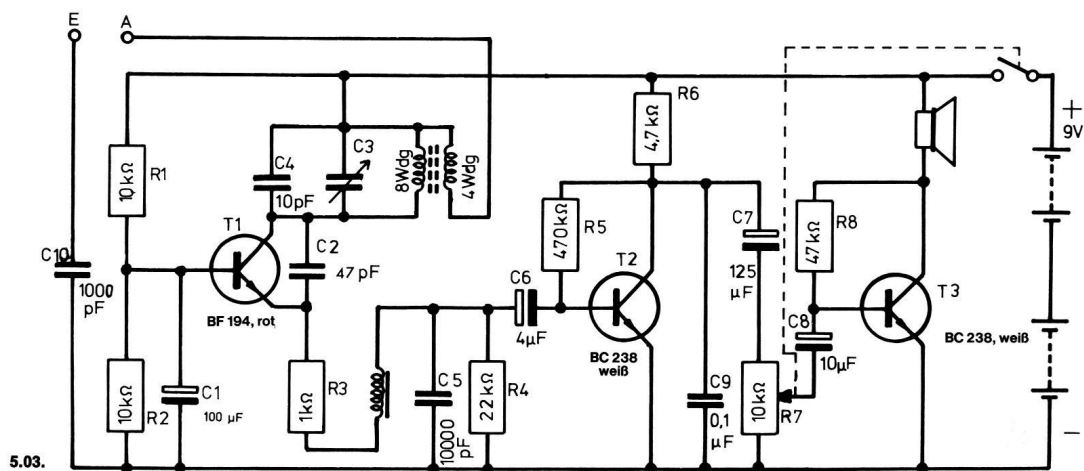 E
A
R1
10kΩ
C10
1000
pF
R2
10kΩ
C1
100 µF
T1
BF 194, rot
C4
10pF
C3
C2
47 pF
8Wdg
4Wdg
R3
1kΩ
C5
10000
pF
R4
22kΩ
C6
4µF
R5
470kΩ
R6
4,7kΩ
T2
BC 238
weiß
C7
125
µF
C9
0,1
µF
R7
10kΩ
R8
47kΩ
C8
10µF
T3
BC 238, weiß
+
9V
−
5.03.